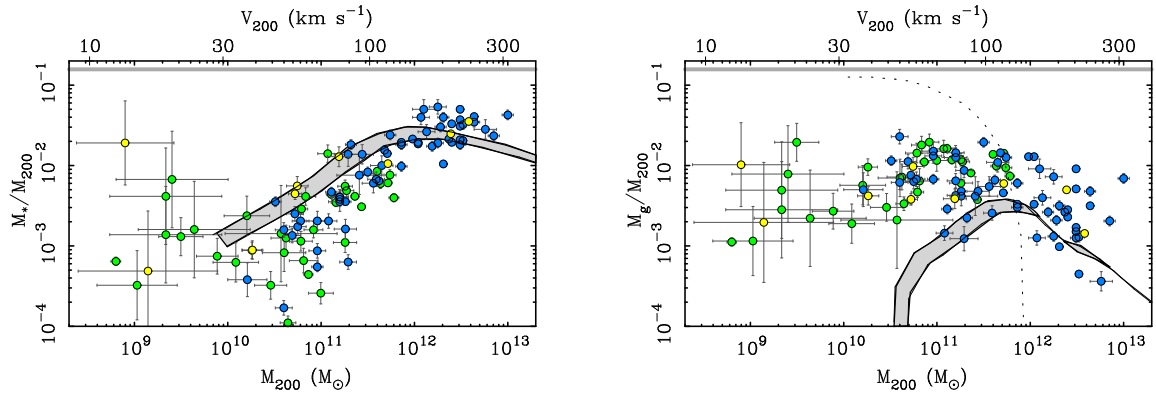 V₂₀₀ (km s⁻¹)
10 30 100 300
10⁻¹
10⁻²
10⁻³
10⁻⁴
M*/M₂₀₀
10⁹ 10¹⁰ 10¹¹ 10¹² 10¹³
M₂₀₀ (M⊙)
V₂₀₀ (km s⁻¹)
10 30 100 300
10⁻¹
10⁻²
10⁻³
10⁻⁴
Mg/M₂₀₀
10⁹ 10¹⁰ 10¹¹ 10¹² 10¹³
M₂₀₀ (M⊙)